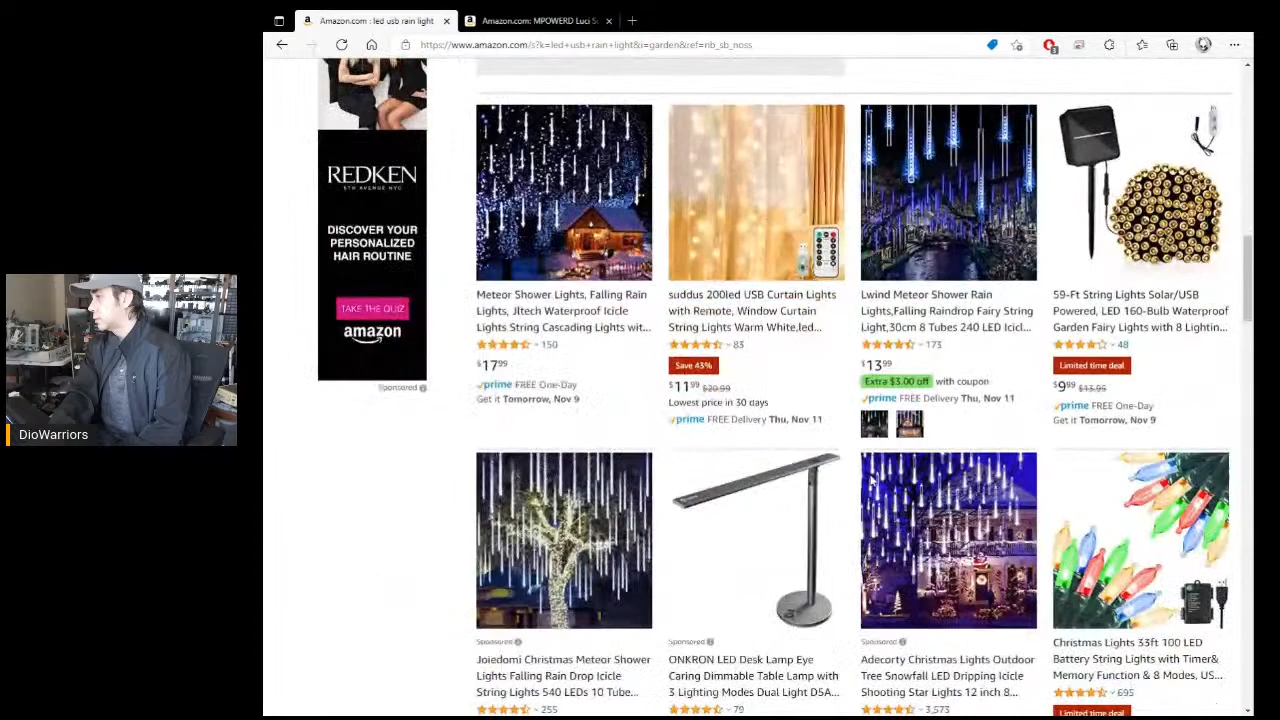 Amazon.com : led usb rain light
Amazon.com: MPOWERD Luci S
https://www.amazon.com/s?k=led+usb+rain+light&i=garden&ref=nb_sb_noss
REDKEN
5TH AVENUE NYC
DISCOVER YOUR
PERSONALIZED
HAIR ROUTINE
TAKE THE QUIZ
amazon
Sponsored
DioWarriors
Meteor Shower Lights, Falling Rain
Lights, JItech Waterproof Icicle
Lights String Cascading Lights wit...
150
$1799
prime FREE One-Day
Get it Tomorrow, Nov 9
suddus 200led USB Curtain Lights
with Remote, Window Curtain
String Lights Warm White,led...
83
Save 43%
$1199 $20.99
Lowest price in 30 days
prime FREE Delivery Thu, Nov 11
Lwind Meteor Shower Rain
Lights,Falling Raindrop Fairy String
Light,30cm 8 Tubes 240 LED Icicl...
173
$1399
Extra $3.00 off with coupon
prime FREE Delivery Thu, Nov 11
59-Ft String Lights Solar/USB
Powered, LED 160-Bulb Waterproof
Garden Fairy Lights with 8 Lightin...
48
Limited time deal
$999 $13.95
prime FREE One-Day
Get it Tomorrow, Nov 9
Sponsored
Joiedomi Christmas Meteor Shower
Lights Falling Rain Drop Icicle
String Lights 540 LEDs 10 Tube...
255
Sponsored
ONKRON LED Desk Lamp Eye
Caring Dimmable Table Lamp with
3 Lighting Modes Dual Light D5A...
79
Sponsored
Adecorty Christmas Lights Outdoor
Tree Snowfall LED Dripping Icicle
Shooting Star Lights 12 inch 8...
3,573
Christmas Lights 33ft 100 LED
Battery String Lights with Timer&
Memory Function & 8 Modes, US...
695
Limited time deal